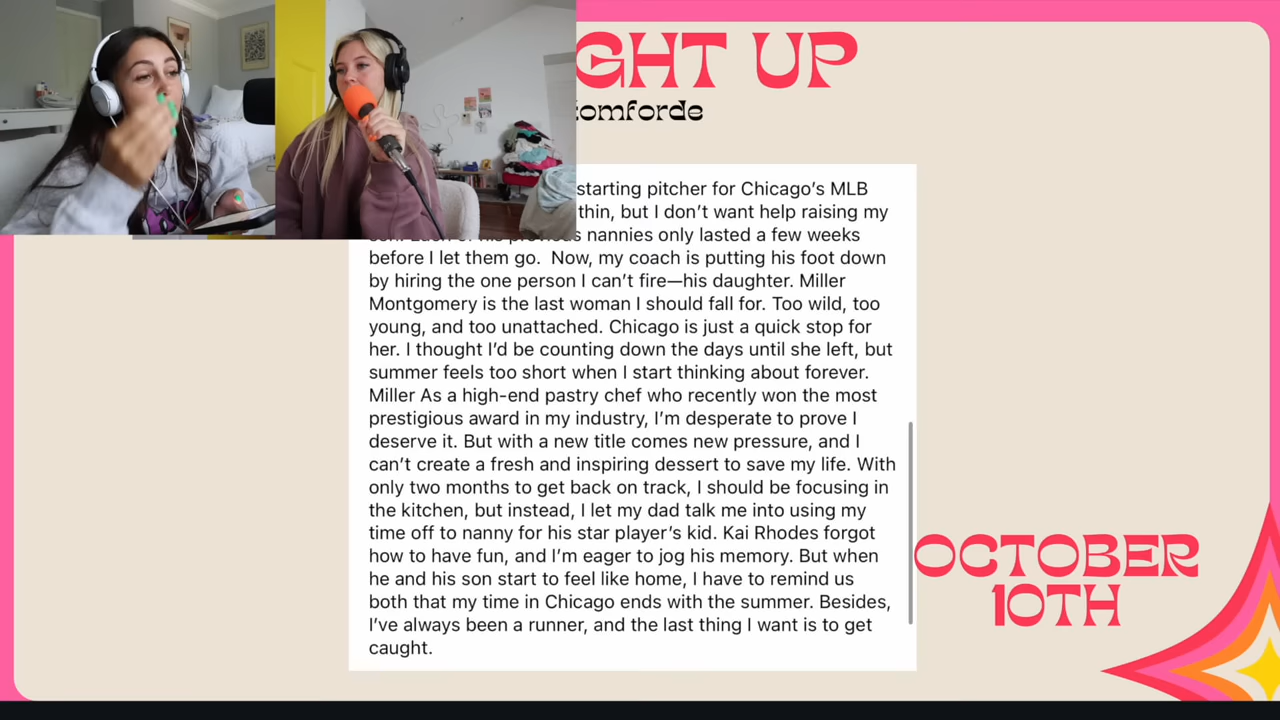 GHT UP
omforde
starting pitcher for Chicago's MLB
thin, but I don't want help raising my
nannies only lasted a few weeks
before I let them go.  Now, my coach is putting his foot down
by hiring the one person I can't fire—his daughter. Miller
Montgomery is the last woman I should fall for. Too wild, too
young, and too unattached. Chicago is just a quick stop for
her. I thought I'd be counting down the days until she left, but
summer feels too short when I start thinking about forever.
Miller As a high-end pastry chef who recently won the most
prestigious award in my industry, I'm desperate to prove I
deserve it. But with a new title comes new pressure, and I
can't create a fresh and inspiring dessert to save my life. With
only two months to get back on track, I should be focusing in
the kitchen, but instead, I let my dad talk me into using my
time off to nanny for his star player's kid. Kai Rhodes forgot
how to have fun, and I'm eager to jog his memory. But when
he and his son start to feel like home, I have to remind us
both that my time in Chicago ends with the summer. Besides,
I've always been a runner, and the last thing I want is to get
caught.
OCTOBER
10TH